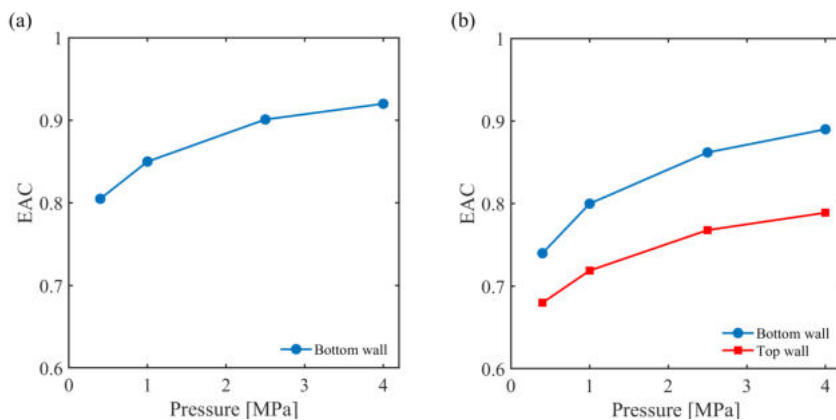 (a)
1
0.9
0.8
0.7
0.6
EAC
0
1
2
3
4
Pressure [MPa]
Bottom wall
(b)
1
0.9
0.8
0.7
0.6
EAC
0
1
2
3
4
Pressure [MPa]
Bottom wall
Top wall